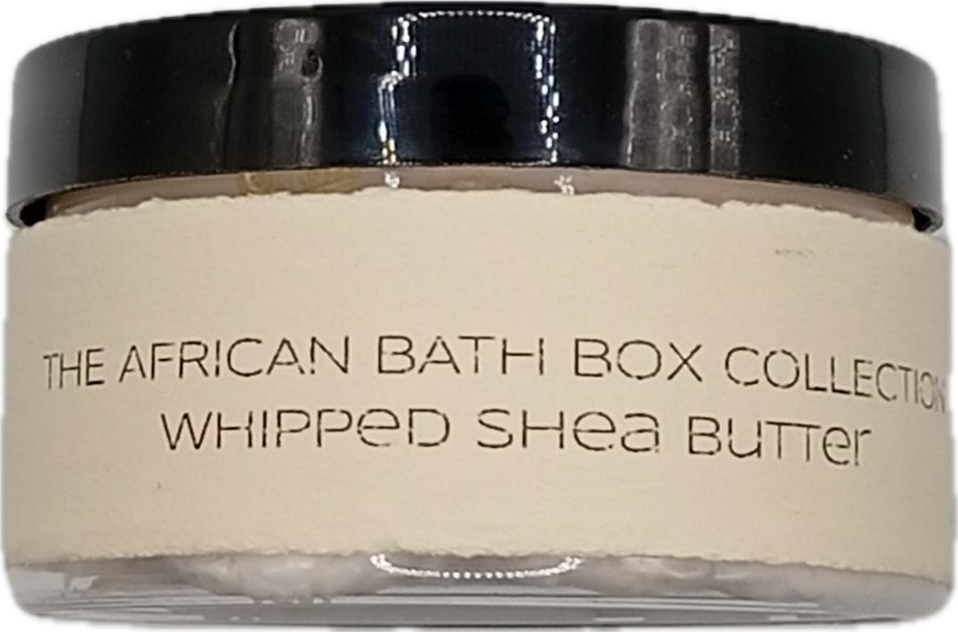 THE AFRICAN BATH BOX COLLECTION
WHIPPeD SHea BUTTer